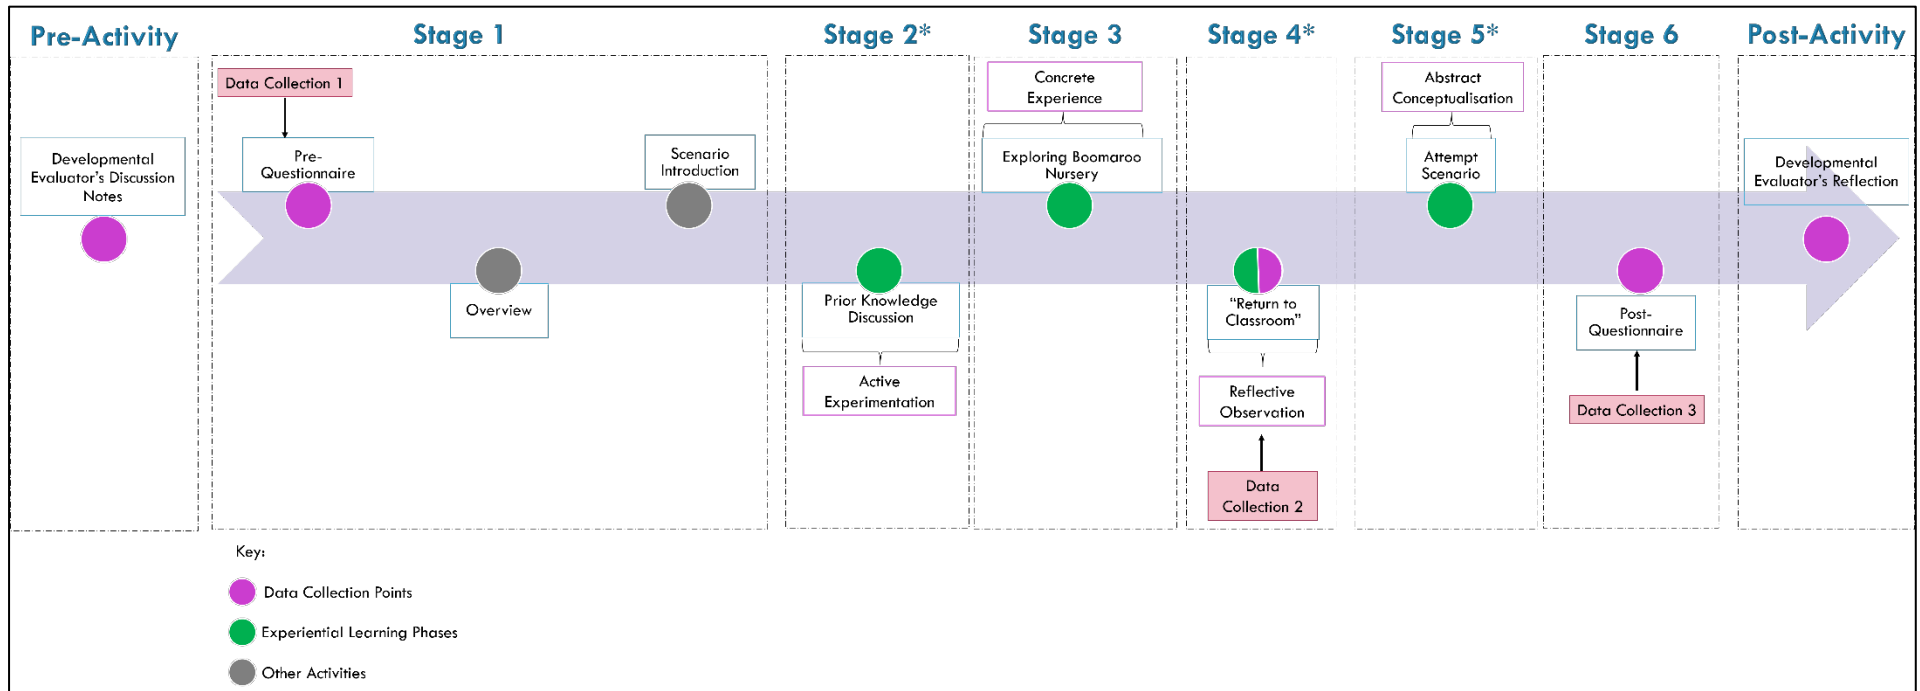 Pre-Activity
Stage 1
Stage 2*
Stage 3
Stage 4*
Stage 5*
Stage 6
Post-Activity
Developmental
Evaluator's Discussion
Notes
Data Collection 1
Pre-
Questionnaire
Overview
Scenario
Introduction
Prior Knowledge
Discussion
Active
Experimentation
Concrete
Experience
Exploring Boomaroo
Nursery
"Return to
Classroom"
Reflective
Observation
Data
Collection 2
Abstract
Conceptualisation
Attempt
Scenario
Post-
Questionnaire
Data Collection 3
Developmental
Evaluator's Reflection
Key:
Data Collection Points
Experiential Learning Phases
Other Activities